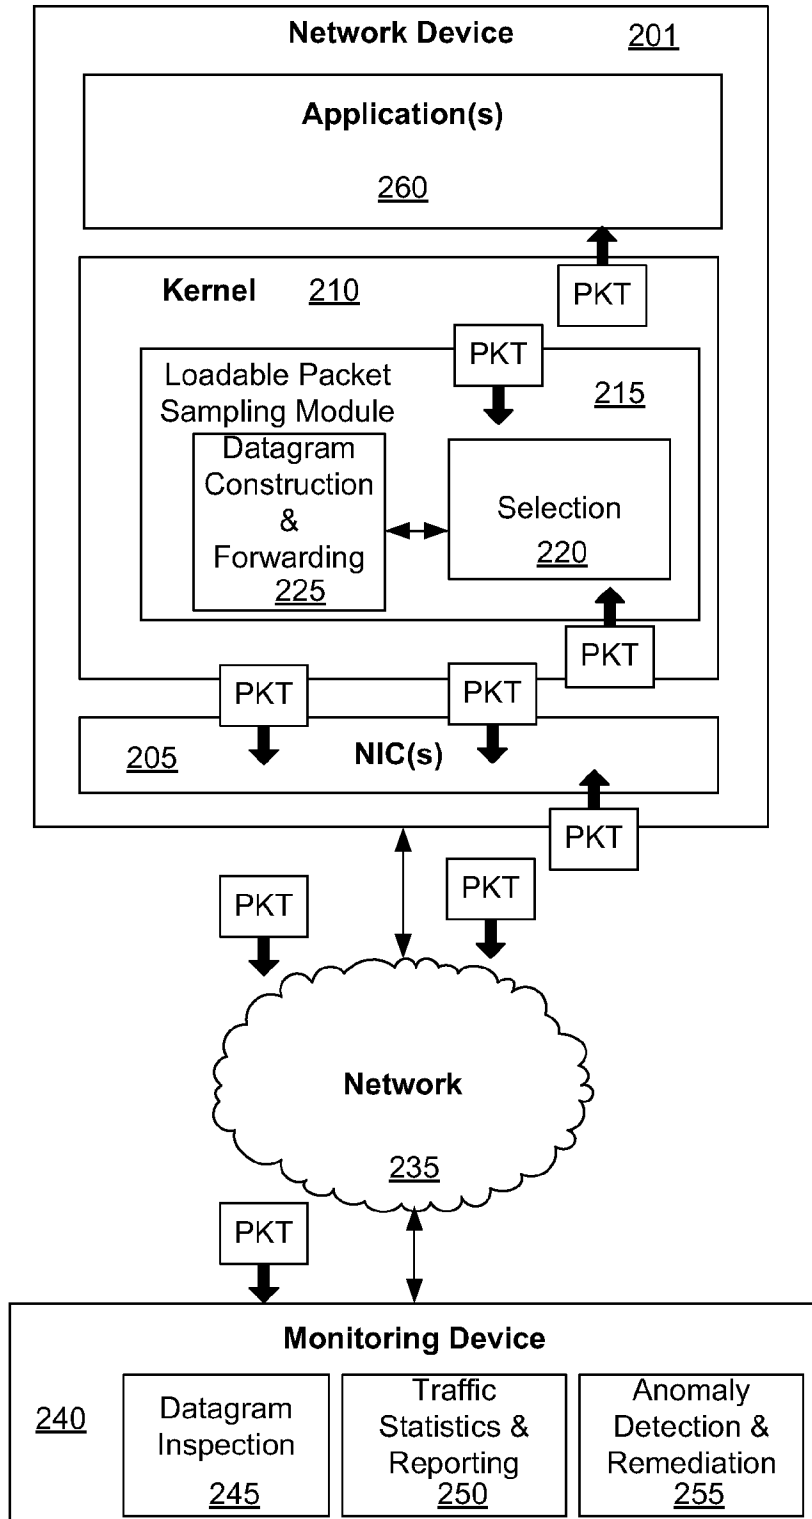 Network Device 201
Application(s)
260
Kernel 210
PKT
PKT
Loadable Packet
Sampling Module
215
Datagram
Construction
&
Forwarding
225
Selection
220
PKT
PKT
PKT
205
NIC(s)
PKT
PKT
PKT
Network
235
PKT
Monitoring Device
240
Datagram
Inspection
245
Traffic
Statistics &
Reporting
250
Anomaly
Detection &
Remediation
255